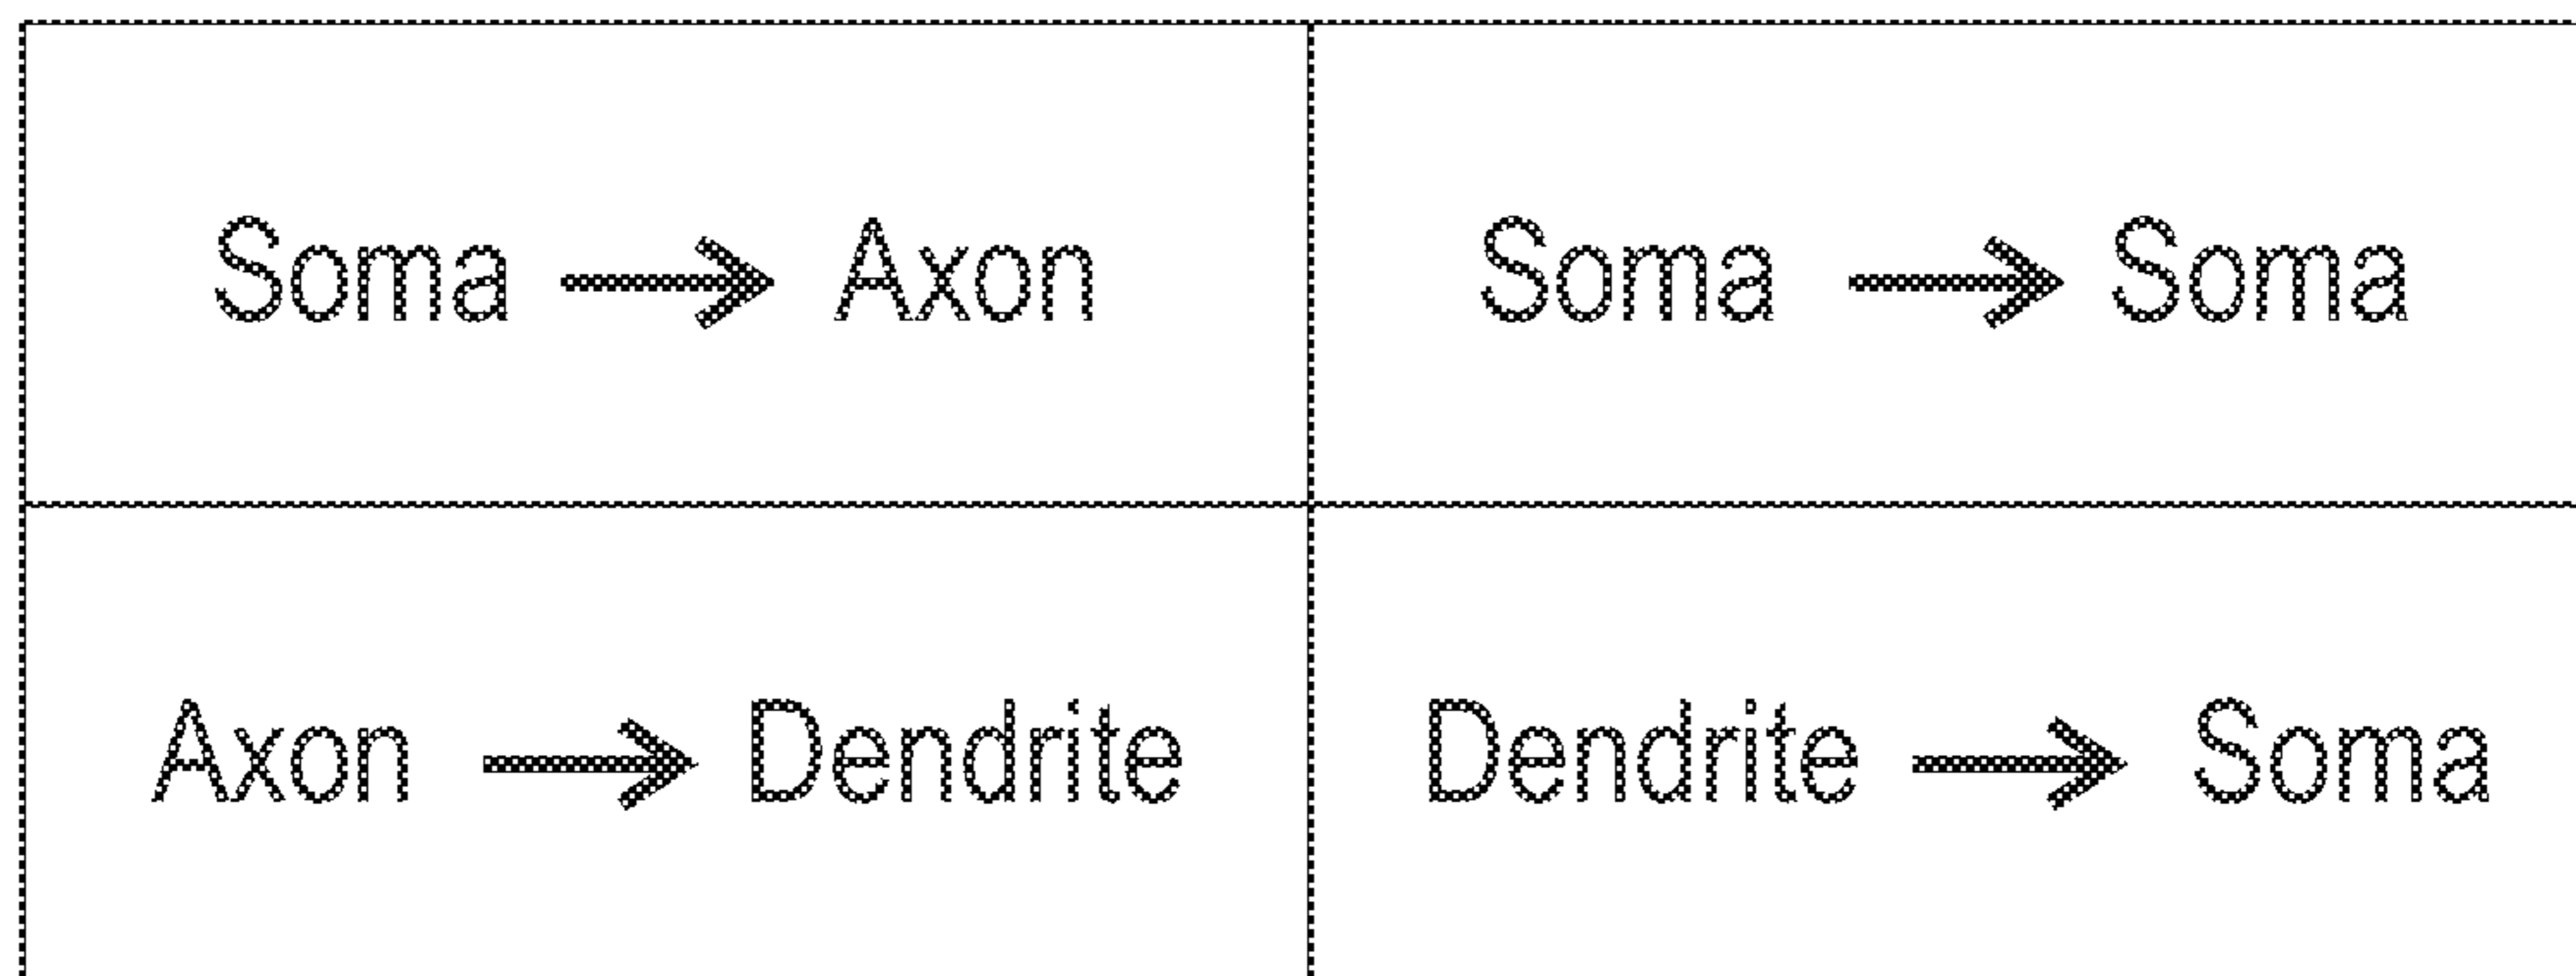 Soma → Axon
Soma → Soma
Axon → Dendrite
Dendrite → Soma